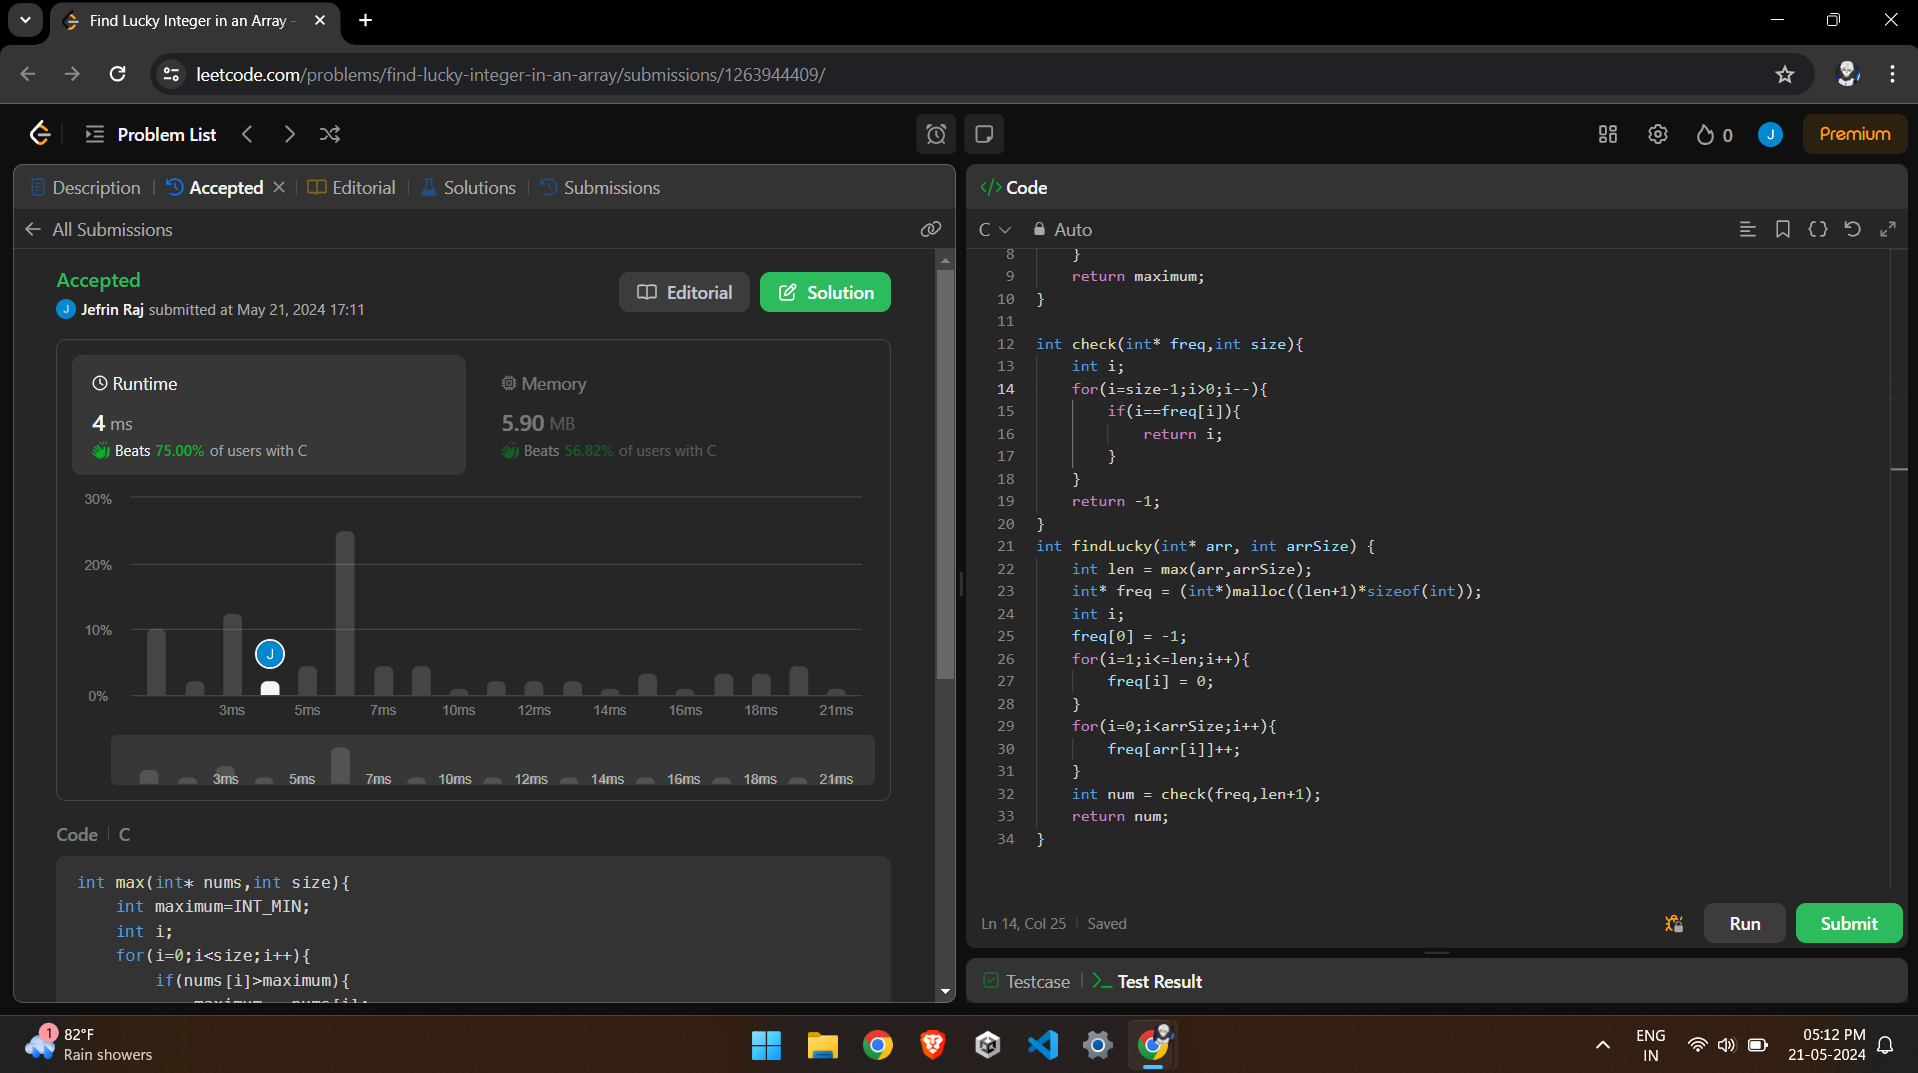 Find Lucky Integer in an Array -
leetcode.com/problems/find-lucky-integer-in-an-array/submissions/1263944409/
Problem List
0
J
Premium
Description
Accepted
Editorial
Solutions
Submissions
All Submissions
Accepted
J Jefrin Raj submitted at May 21, 2024 17:11
Editorial
Solution
Runtime
4 ms
Beats 75.00% of users with C
Memory
5.90 MB
Beats 56.82% of users with C
30%
20%
10%
0%
J
3ms 5ms 7ms 10ms 12ms 14ms 16ms 18ms 21ms
3ms 5ms 7ms 10ms 12ms 14ms 16ms 18ms 21ms
Code | C
int max(int* nums,int size){
int maximum=INT_MIN;
int i;
for(i=0;i<size;i++){
if(nums[i]>maximum){
maximum = nums[i];
</> Code
C Auto
8 }
9 return maximum;
10 }
11
12 int check(int* freq,int size){
13 int i;
14 for(i=size-1;i>0;i--){
15 if(i==freq[i]){
16 return i;
17 }
18 }
19 return -1;
20 }
21 int findLucky(int* arr, int arrSize) {
22 int len = max(arr,arrSize);
23 int* freq = (int*)malloc((len+1)*sizeof(int));
24 int i;
25 freq[0] = -1;
26 for(i=1;i<=len;i++){
27 freq[i] = 0;
28 }
29 for(i=0;i<arrSize;i++){
30 freq[arr[i]]++;
31 }
32 int num = check(freq,len+1);
33 return num;
34 }
Ln 14, Col 25 | Saved
Run
Submit
Testcase
Test Result
1
82°F
Rain showers
ENG
IN
05:12 PM
21-05-2024